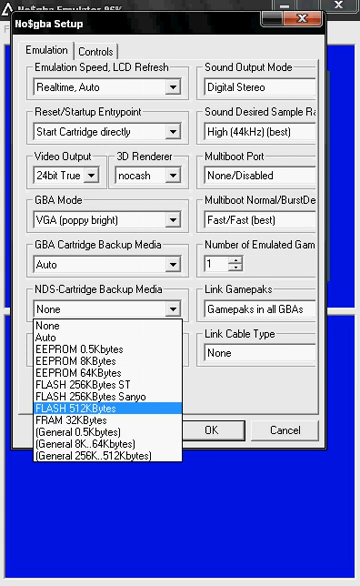 No$gba Emulator 86%
No$gba Setup
Emulation
Controls
Emulation Speed, LCD Refresh
Realtime, Auto
Reset/Startup Entrypoint
Start Cartridge directly
Video Output
24bit True
3D Renderer
nocash
GBA Mode
VGA (poppy bright)
GBA Cartridge Backup Media
Auto
NDS-Cartridge Backup Media
None
None
Auto
EEPROM 0.5Kbytes
EEPROM 8KBytes
EEPROM 64KBytes
FLASH 256KBytes ST
FLASH 256KBytes Sanyo
FLASH 512KBytes
FRAM 32KBytes
(General 0.5Kbytes)
(General 8K..64Kbytes)
(General 256K...512Kbytes)
Sound Output Mode
Digital Stereo
Sound Desired Sample Ra
High (44kHz) (best)
Multiboot Port
None/Disabled
Multiboot Normal/BurstDe
Fast/Fast (best)
Number of Emulated Gam
1
Link Gamepaks
Gamepaks in all GBAs
Link Cable Type
None
OK
Cancel